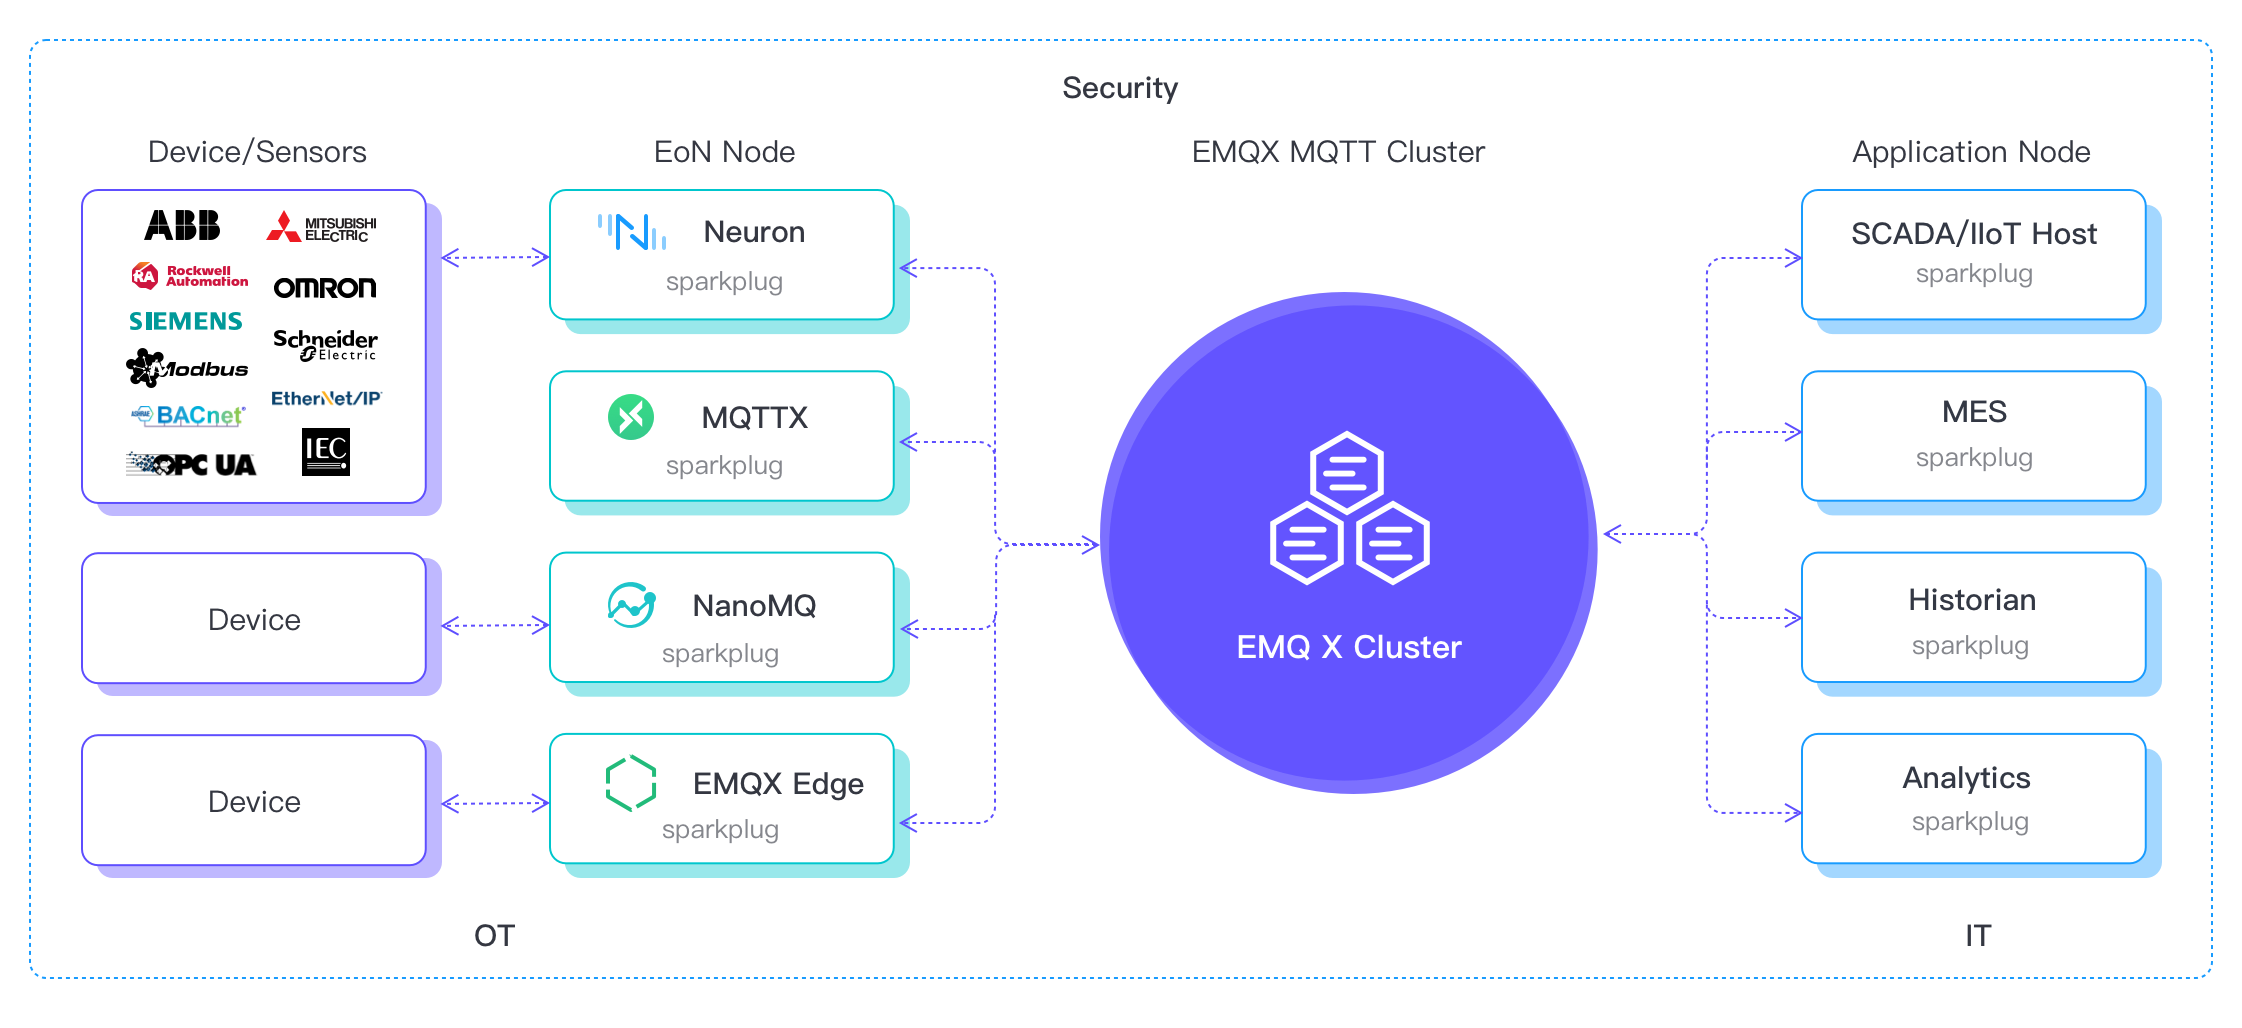 Security
Device/Sensors
EoN Node
EMQX MQTT Cluster
Application Node
ABB
MITSUBISHI
ELECTRIC
RA Rockwell
Automation
OMRON
SIEMENS
Schneider
Electric
Modbus
EtherNet/IP
ASHRAE BACnet
IEC
OPC UA
Device
Device
Neuron
sparkplug
MQTTX
sparkplug
NanoMQ
sparkplug
EMQX Edge
sparkplug
EMQ X Cluster
SCADA/IIoT Host
sparkplug
MES
sparkplug
Historian
sparkplug
Analytics
sparkplug
OT
IT